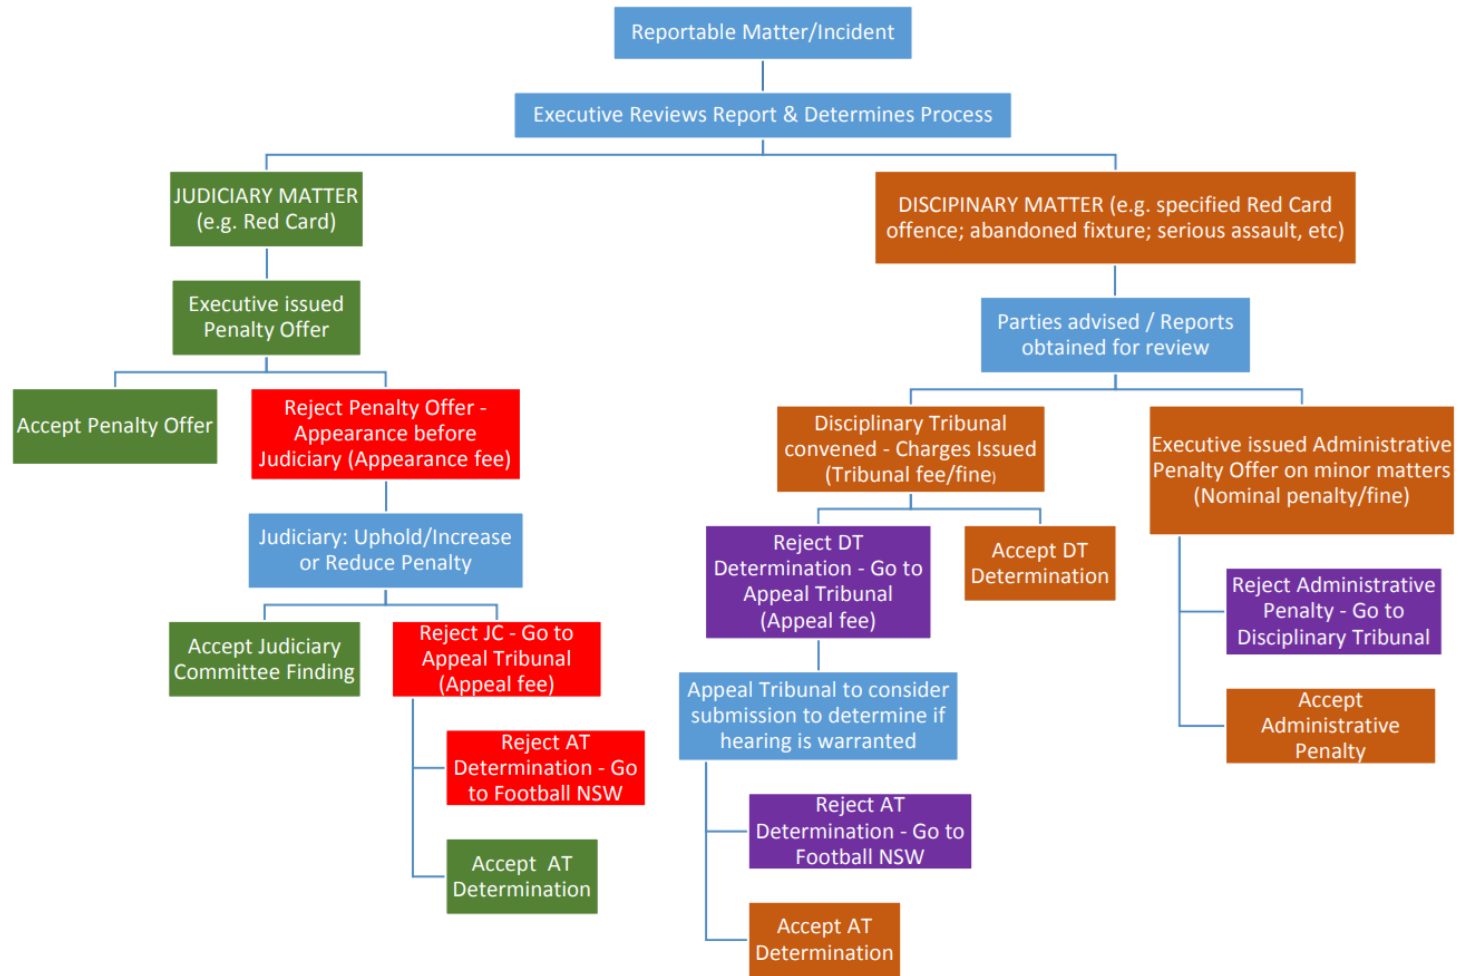 Reportable Matter/Incident
Executive Reviews Report & Determines Process
JUDICIARY MATTER
(e.g. Red Card)
Executive issued
Penalty Offer
Accept Penalty Offer
Reject Penalty Offer -
Appearance before
Judiciary (Appearance fee)
Judiciary: Uphold/Increase
or Reduce Penalty
Accept Judiciary
Committee Finding
Reject JC - Go to
Appeal Tribunal
(Appeal fee)
Reject AT
Determination - Go
to Football NSW
Accept AT
Determination
DISCIPINARY MATTER (e.g. specified Red Card
offence; abandoned fixture; serious assault, etc)
Parties advised / Reports
obtained for review
Disciplinary Tribunal
convened - Charges Issued
(Tribunal fee/fine)
Reject DT
Determination - Go to
Appeal Tribunal
(Appeal fee)
Accept DT
Determination
Appeal Tribunal to consider
submission to determine if
hearing is warranted
Reject AT
Determination - Go to
Football NSW
Accept AT
Determination
Executive issued Administrative
Penalty Offer on minor matters
(Nominal penalty/fine)
Reject Administrative
Penalty - Go to
Disciplinary Tribunal
Accept
Administrative
Penalty